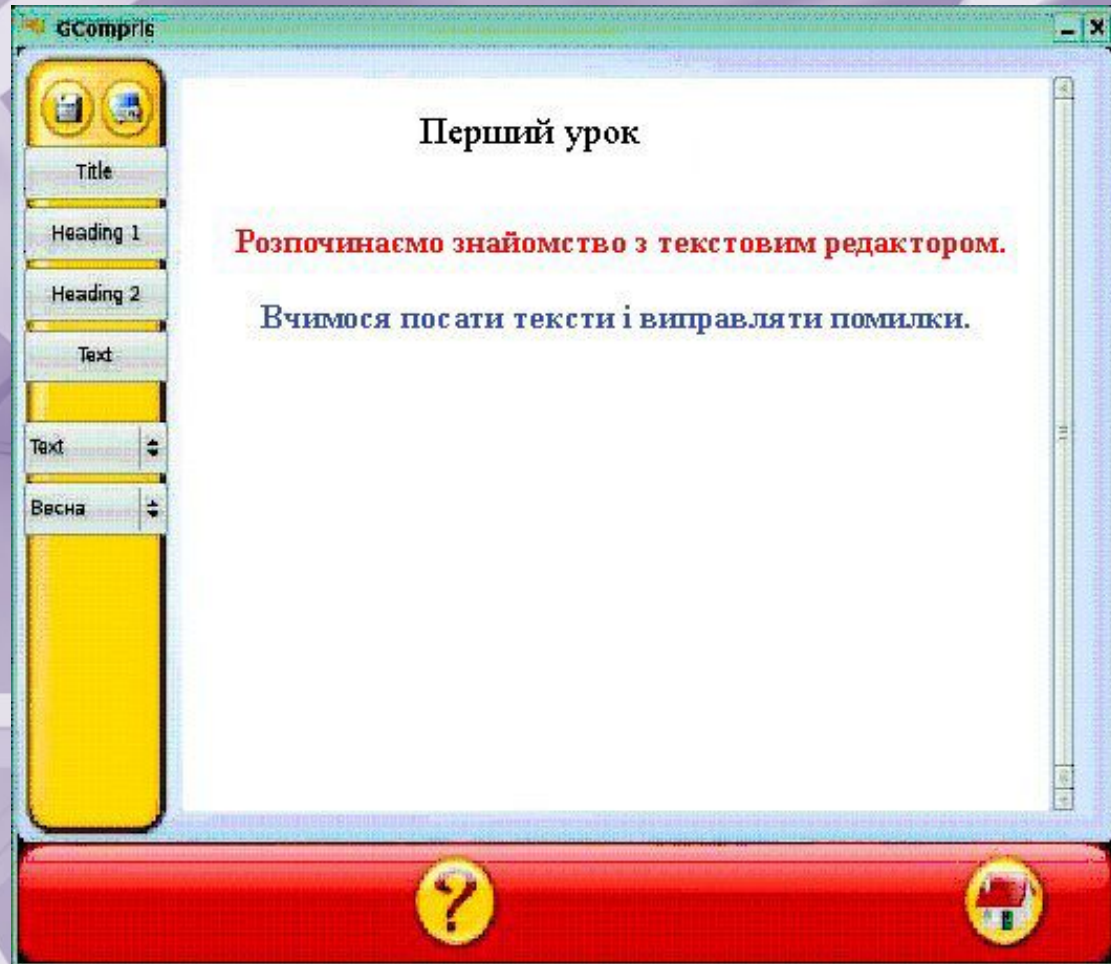 GCompris
Title
Heading 1
Heading 2
Text
Text
Весна
Перший урок
Розпочинаємо знайомство з текстовим редактором.
Вчимося посати тексти і виправляти помилки.
?